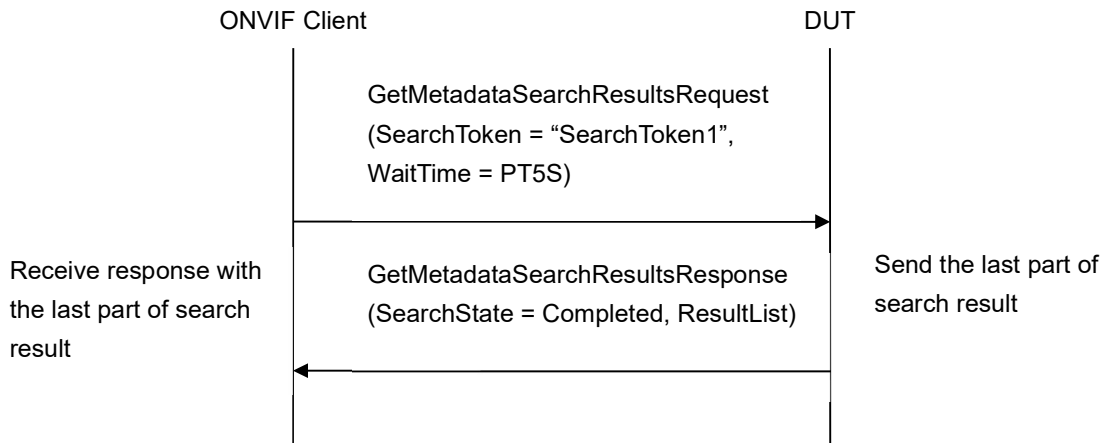 ONVIF Client
DUT
GetMetadataSearchResultsRequest
(SearchToken = “SearchToken1”,
WaitTime = PT5S)
Receive response with
the last part of search
result
GetMetadataSearchResultsResponse
(SearchState = Completed, ResultList)
Send the last part of
search result